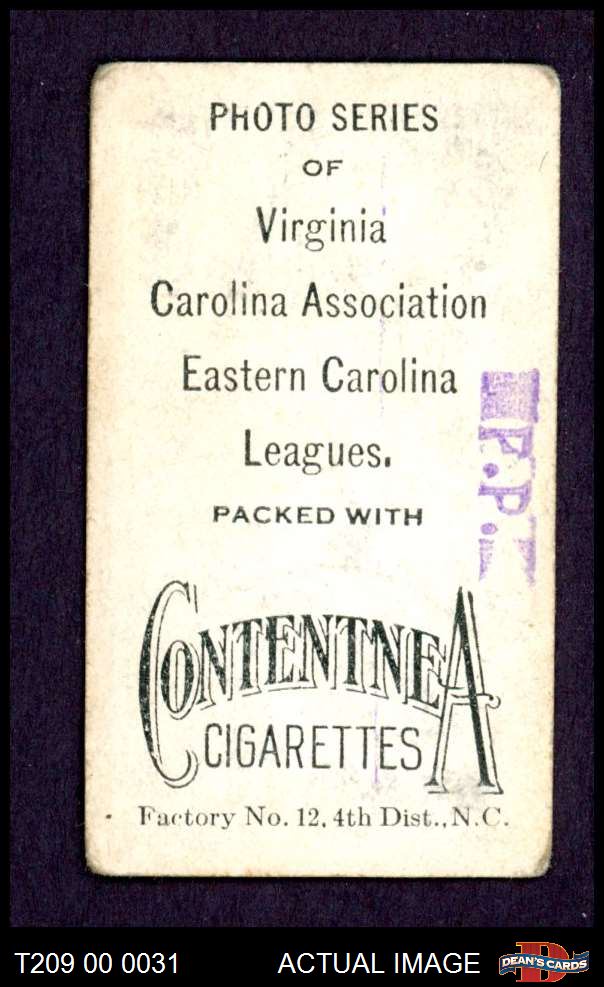 PHOTO SERIES
OF
Virginia
Carolina Association
Eastern Carolina
Leagues.
PACKED WITH
F.P.
CONTENTNEA
CIGARETTES
Factory No. 12, 4th Dist., N.C.
T209 00 0031 ACTUAL IMAGE DEAN'S CARDS